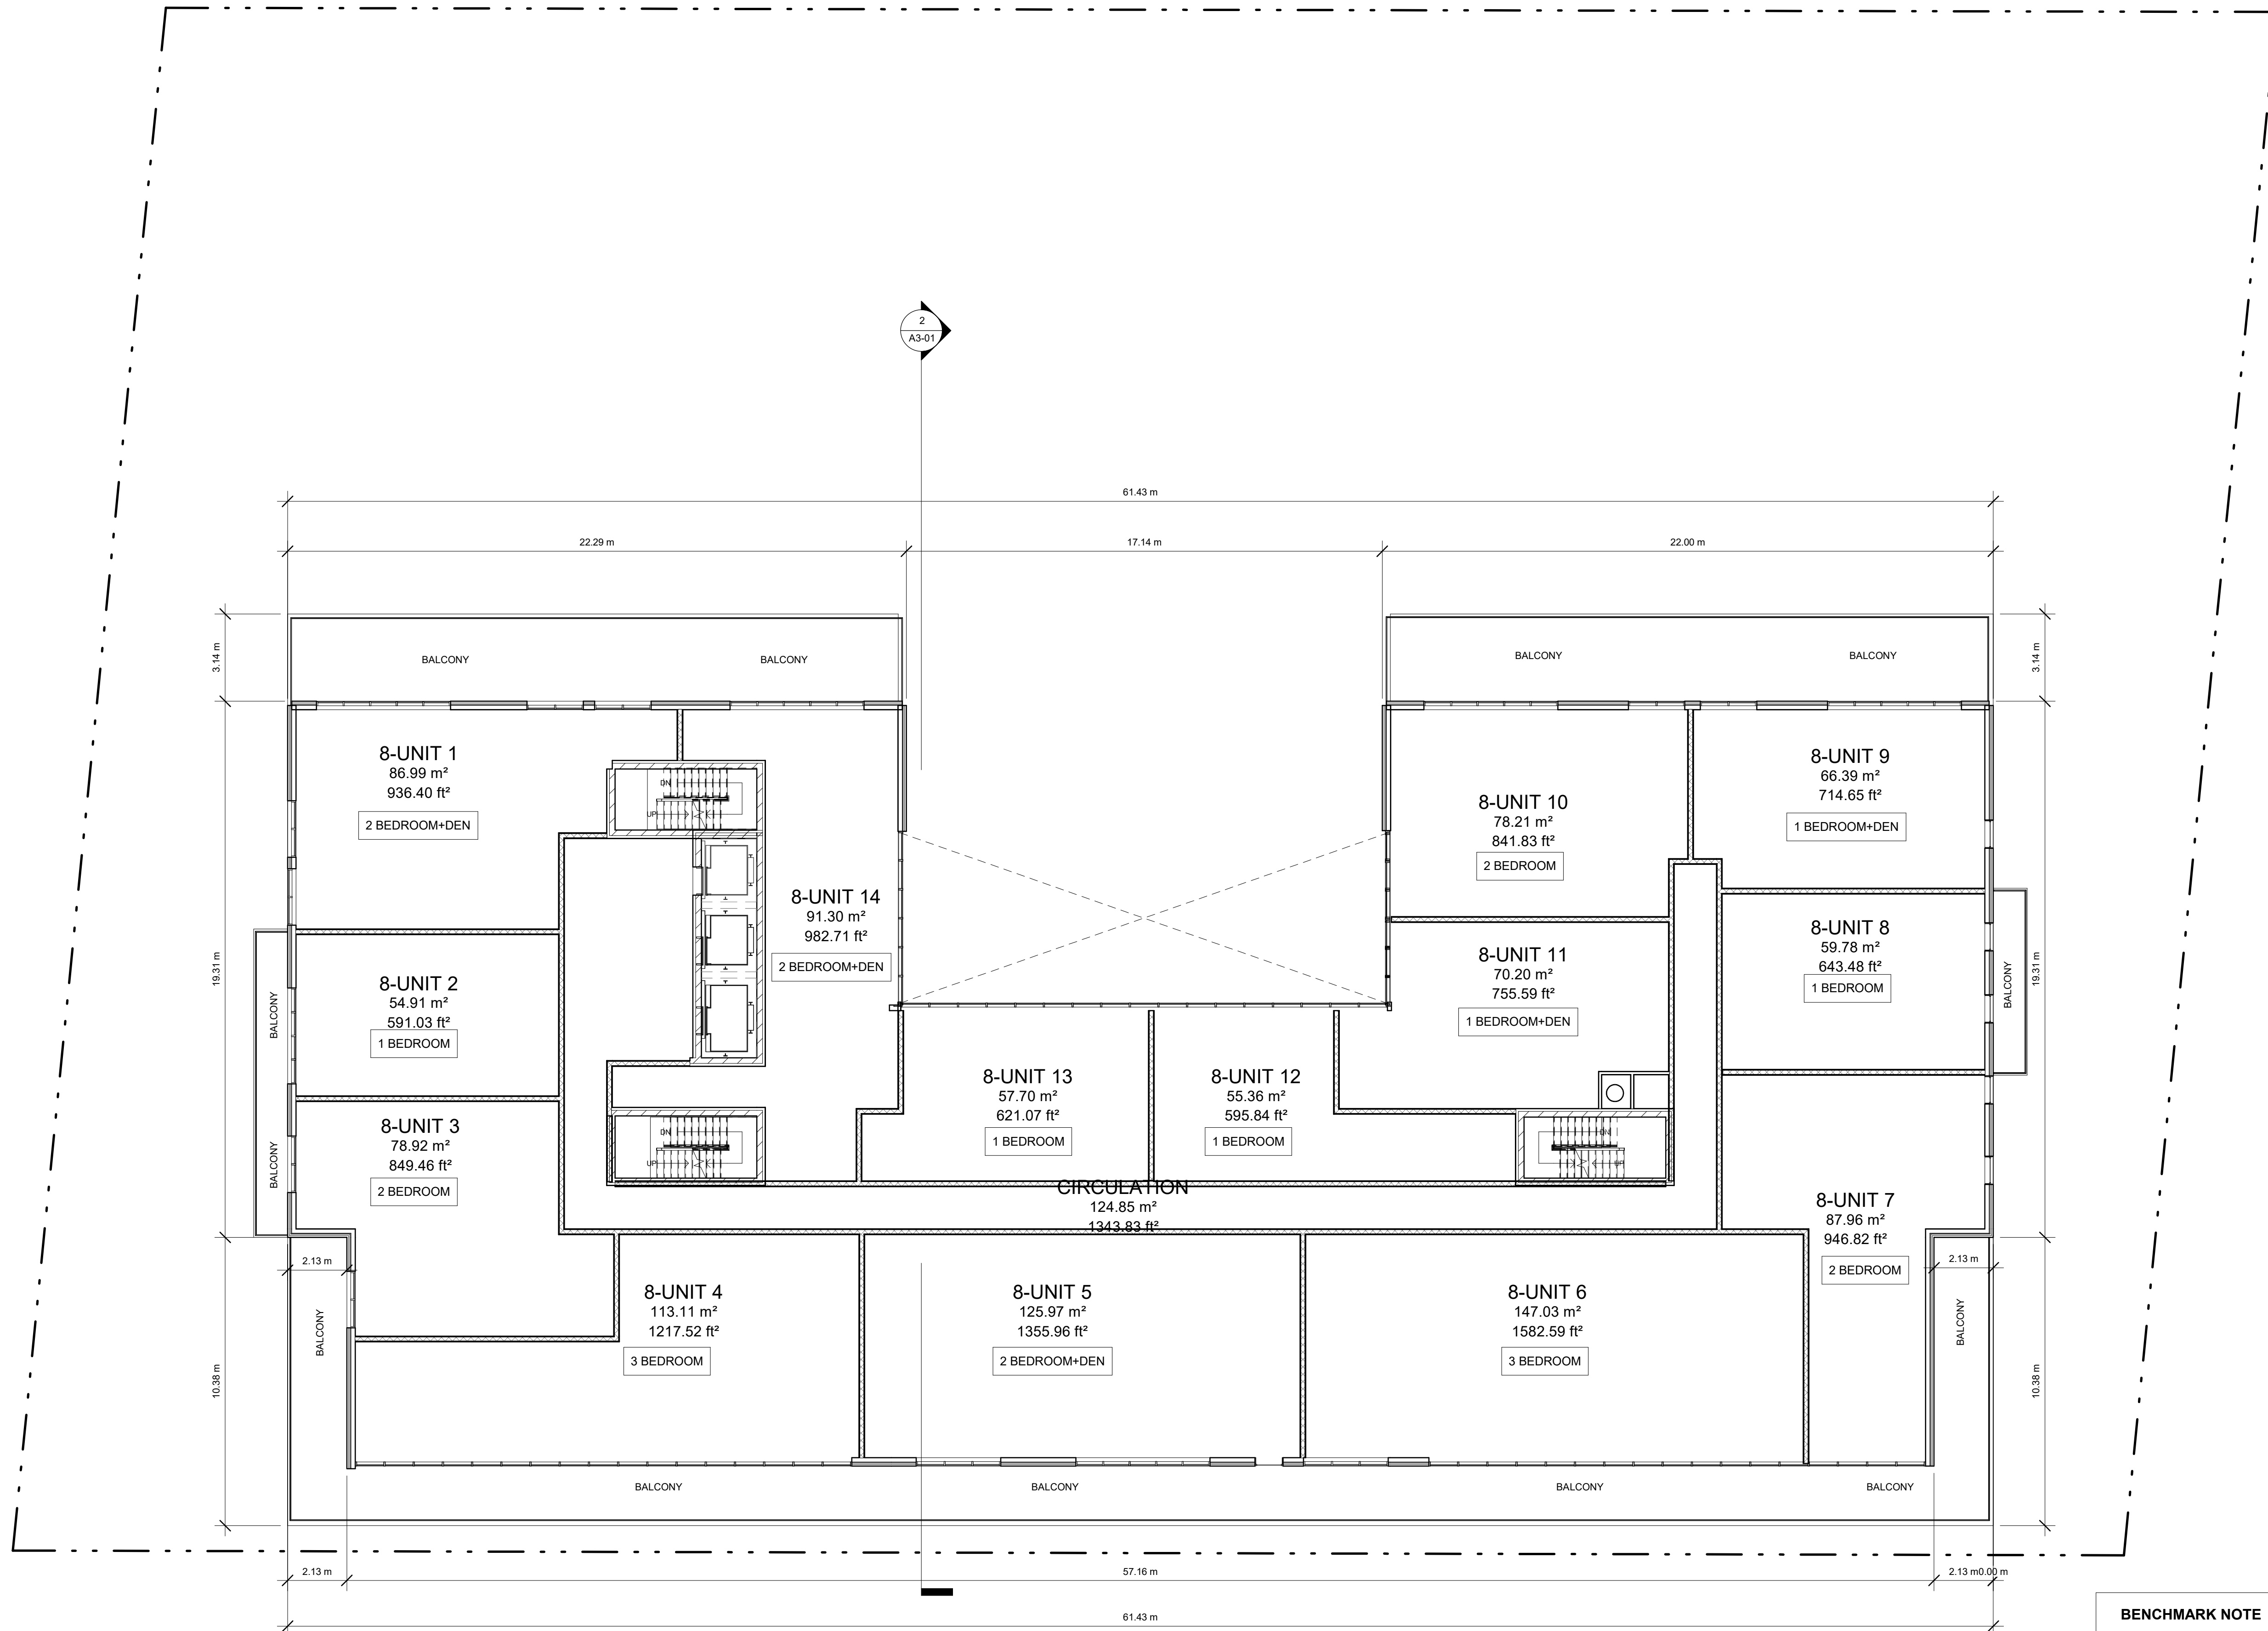 2
A3-01
61.43 m
22.29 m
17.14 m
22.00 m
3.14 m
3.14 m
BALCONY
BALCONY
BALCONY
BALCONY
8-UNIT 1
86.99 m²
936.40 ft²
2 BEDROOM+DEN
DN
UP
8-UNIT 14
91.30 m²
982.71 ft²
2 BEDROOM+DEN
8-UNIT 10
78.21 m²
841.83 ft²
2 BEDROOM
8-UNIT 9
66.39 m²
714.65 ft²
1 BEDROOM+DEN
19.31 m
8-UNIT 2
54.91 m²
591.03 ft²
1 BEDROOM
BALCONY
8-UNIT 11
70.20 m²
755.59 ft²
1 BEDROOM+DEN
8-UNIT 8
59.78 m²
643.48 ft²
1 BEDROOM
BALCONY
19.31 m
8-UNIT 3
78.92 m²
849.46 ft²
2 BEDROOM
BALCONY
DN
UP
8-UNIT 13
57.70 m²
621.07 ft²
1 BEDROOM
8-UNIT 12
55.36 m²
595.84 ft²
1 BEDROOM
DN
UP
CIRCULATION
124.85 m²
1343.83 ft²
8-UNIT 7
87.96 m²
946.82 ft²
2 BEDROOM
2.13 m
2.13 m
BALCONY
8-UNIT 4
113.11 m²
1217.52 ft²
3 BEDROOM
8-UNIT 5
125.97 m²
1355.96 ft²
2 BEDROOM+DEN
8-UNIT 6
147.03 m²
1582.59 ft²
3 BEDROOM
BALCONY
10.38 m
10.38 m
BALCONY
BALCONY
BALCONY
BALCONY
2.13 m
57.16 m
2.13 m0.00 m
61.43 m
BENCHMARK NOTE